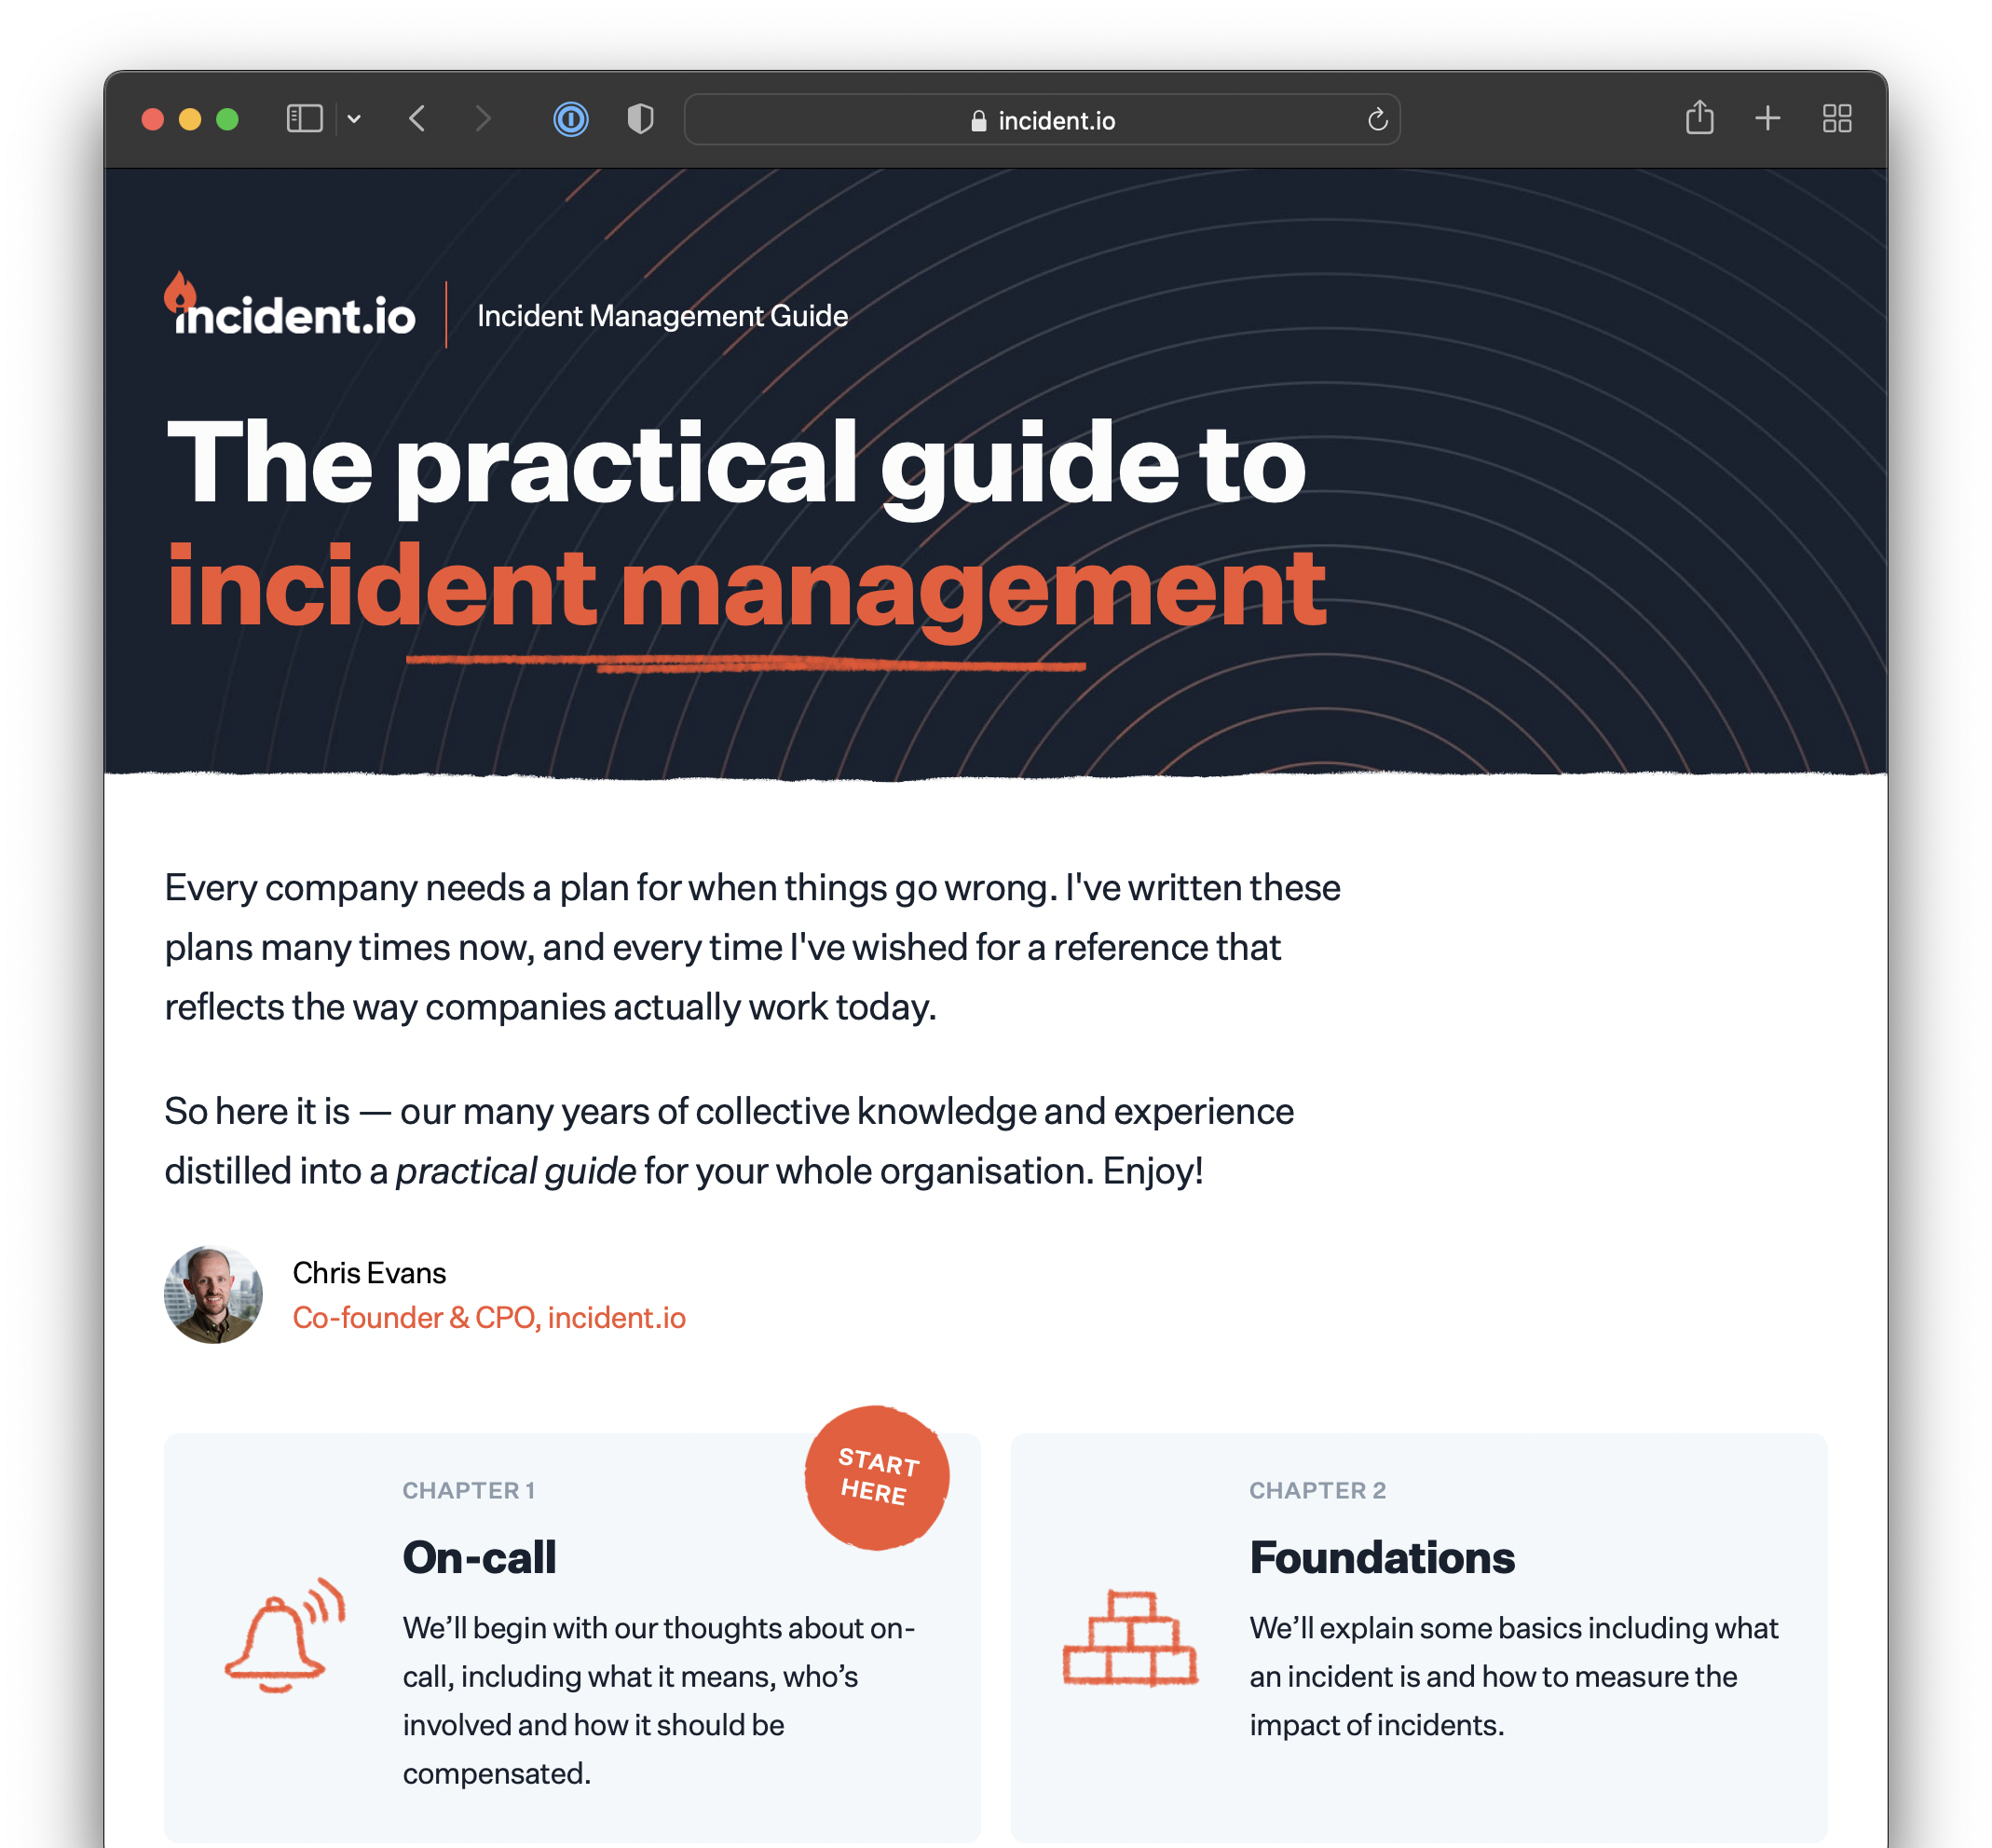 incident.io
incident.io
Incident Management Guide
The practical guide to
incident management
Every company needs a plan for when things go wrong. I've written these
plans many times now, and every time I've wished for a reference that
reflects the way companies actually work today.
So here it is — our many years of collective knowledge and experience
distilled into a practical guide for your whole organisation. Enjoy!
Chris Evans
Co-founder & CPO, incident.io
START
HERE
CHAPTER 1
On-call
We’ll begin with our thoughts about on-
call, including what it means, who’s
involved and how it should be
compensated.
CHAPTER 2
Foundations
We’ll explain some basics including what
an incident is and how to measure the
impact of incidents.